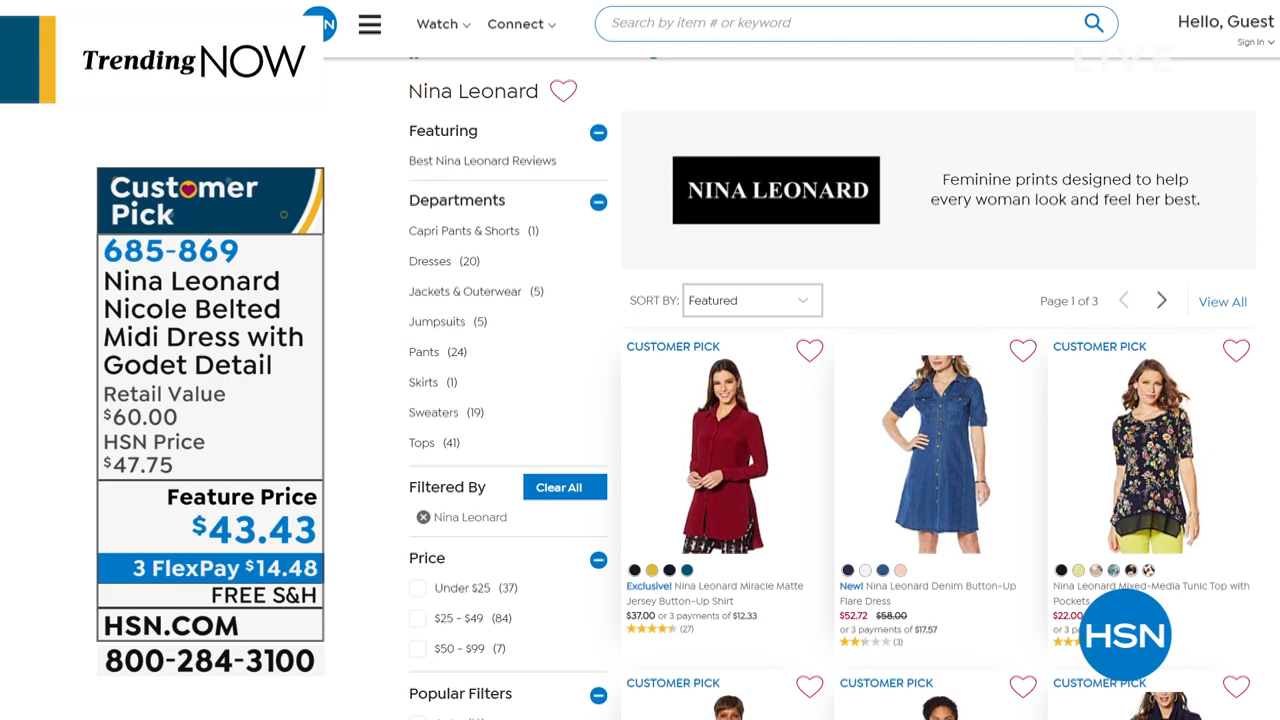 Trending NOW
N
Watch
Connect
Search by item # or keyword
Hello, Guest
Sign In
LIVE
Customer
Pick
685-869
Nina Leonard
Nicole Belted
Midi Dress with
Godet Detail
Retail Value
$60.00
HSN Price
$47.75
Feature Price
$43.43
3 FlexPay $14.48
FREE S&H
HSN.COM
800-284-3100
Nina Leonard
Featuring
Best Nina Leonard Reviews
Departments
Capri Pants & Shorts (1)
Dresses (20)
Jackets & Outerwear (5)
Jumpsuits (5)
Pants (24)
Skirts (1)
Sweaters (19)
Tops (41)
Filtered By
Clear All
Nina Leonard
Price
Under $25 (37)
$25 - $49 (84)
$50 - $99 (7)
Popular Filters
NINA LEONARD
Feminine prints designed to help
every woman look and feel her best.
SORT BY: Featured
Page 1 of 3
View All
CUSTOMER PICK
Exclusive! Nina Leonard Miracle Matte
Jersey Button-Up Shirt
$37.00 or 3 payments of $12.33
(27)
New! Nina Leonard Denim Button-Up
Flare Dress
$52.72 $58.00
or 3 payments of $17.57
(3)
CUSTOMER PICK
Nina Leonard Mixed-Media Tunic Top with
Pockets
$22.00
or 3 p
HSN
CUSTOMER PICK
CUSTOMER PICK
CUSTOMER PICK